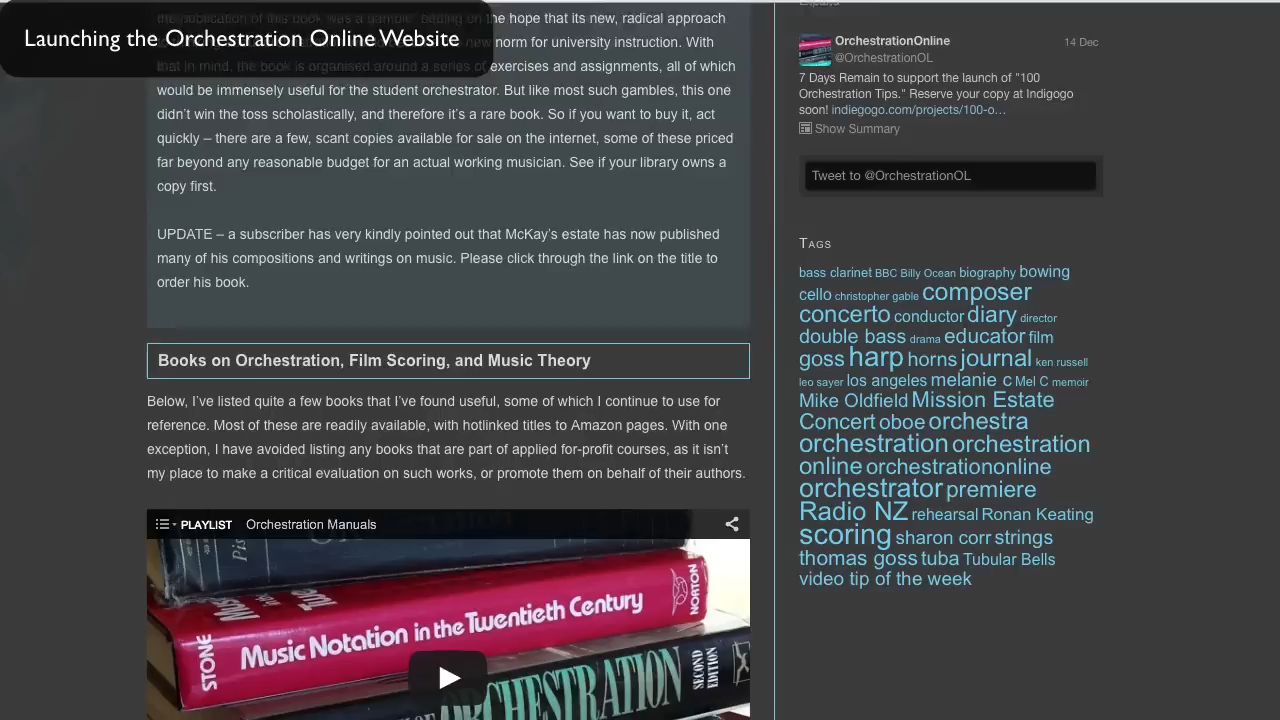 Launching the Orchestration Online Website
the publication of this book was a gamble, betting on the hope that its new, radical approach
new norm for university instruction. With
that in mind, the book is organised around a series of exercises and assignments, all of which
would be immensely useful for the student orchestrator. But like most such gambles, this one
didn’t win the toss scholastically, and therefore it’s a rare book. So if you want to buy it, act
quickly – there are a few, scant copies available for sale on the internet, some of these priced
far beyond any reasonable budget for an actual working musician. See if your library owns a
copy first.
UPDATE – a subscriber has very kindly pointed out that McKay’s estate has now published
many of his compositions and writings on music. Please click through the link on the title to
order his book.
Books on Orchestration, Film Scoring, and Music Theory
Below, I’ve listed quite a few books that I’ve found useful, some of which I continue to use for
reference. Most of these are readily available, with hotlinked titles to Amazon pages. With one
exception, I have avoided listing any books that are part of applied for-profit courses, as it isn’t
my place to make a critical evaluation on such works, or promote them on behalf of their authors.
PLAYLIST Orchestration Manuals
STONE Music Notation in the Twentieth Century NORTON
ORCHESTRATION SECOND EDITION
OrchestrationOnline 14 Dec
@OrchestrationOL
7 Days Remain to support the launch of "100
Orchestration Tips." Reserve your copy at Indigogo
soon! indiegogo.com/projects/100-o…
Show Summary
Tweet to @OrchestrationOL
Tags
bass clarinet BBC Billy Ocean biography bowing
cello christopher gable composer
concerto conductor diary director
double bass drama educator film
goss harp horns journal ken russell
leo sayer los angeles melanie c Mel C memoir
Mike Oldfield Mission Estate
Concert oboe orchestra
orchestration orchestration
online orchestrationonline
orchestrator premiere
Radio NZ rehearsal Ronan Keating
scoring sharon corr strings
thomas goss tuba Tubular Bells
video tip of the week